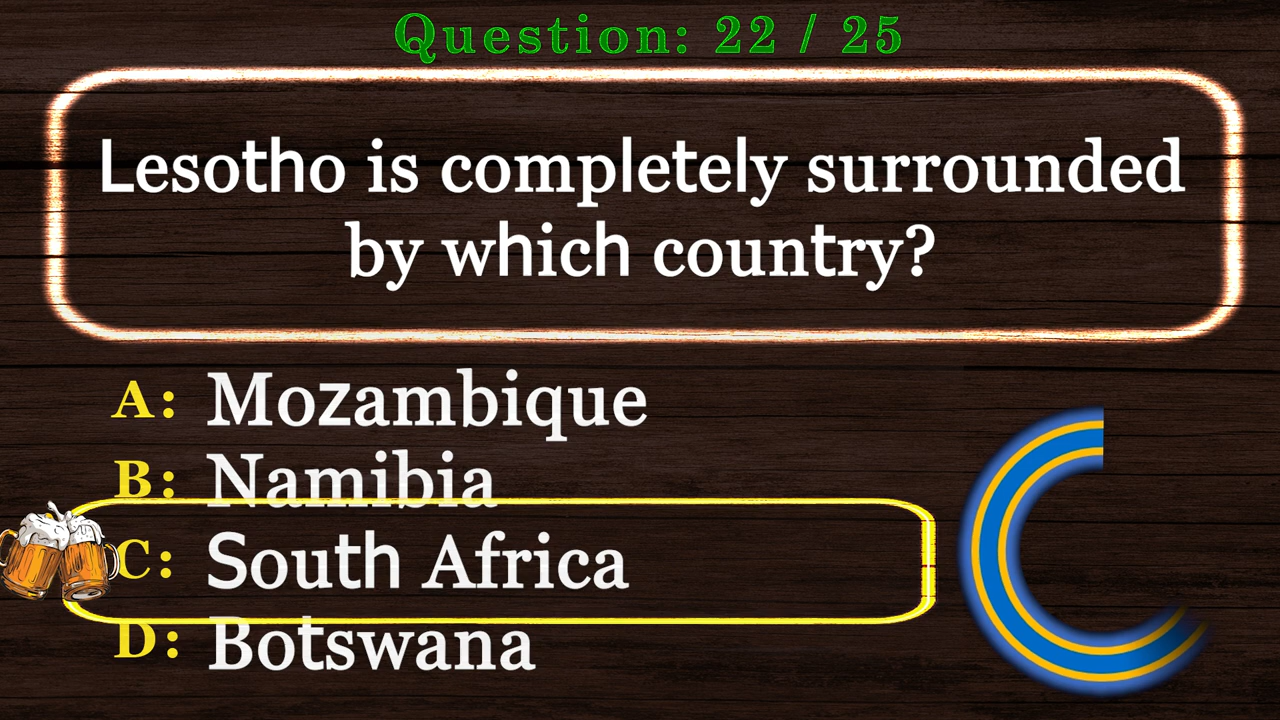 Question: 22 / 25
Lesotho is completely surrounded
by which country?
A: Mozambique
B: Namibia
C: South Africa
D: Botswana